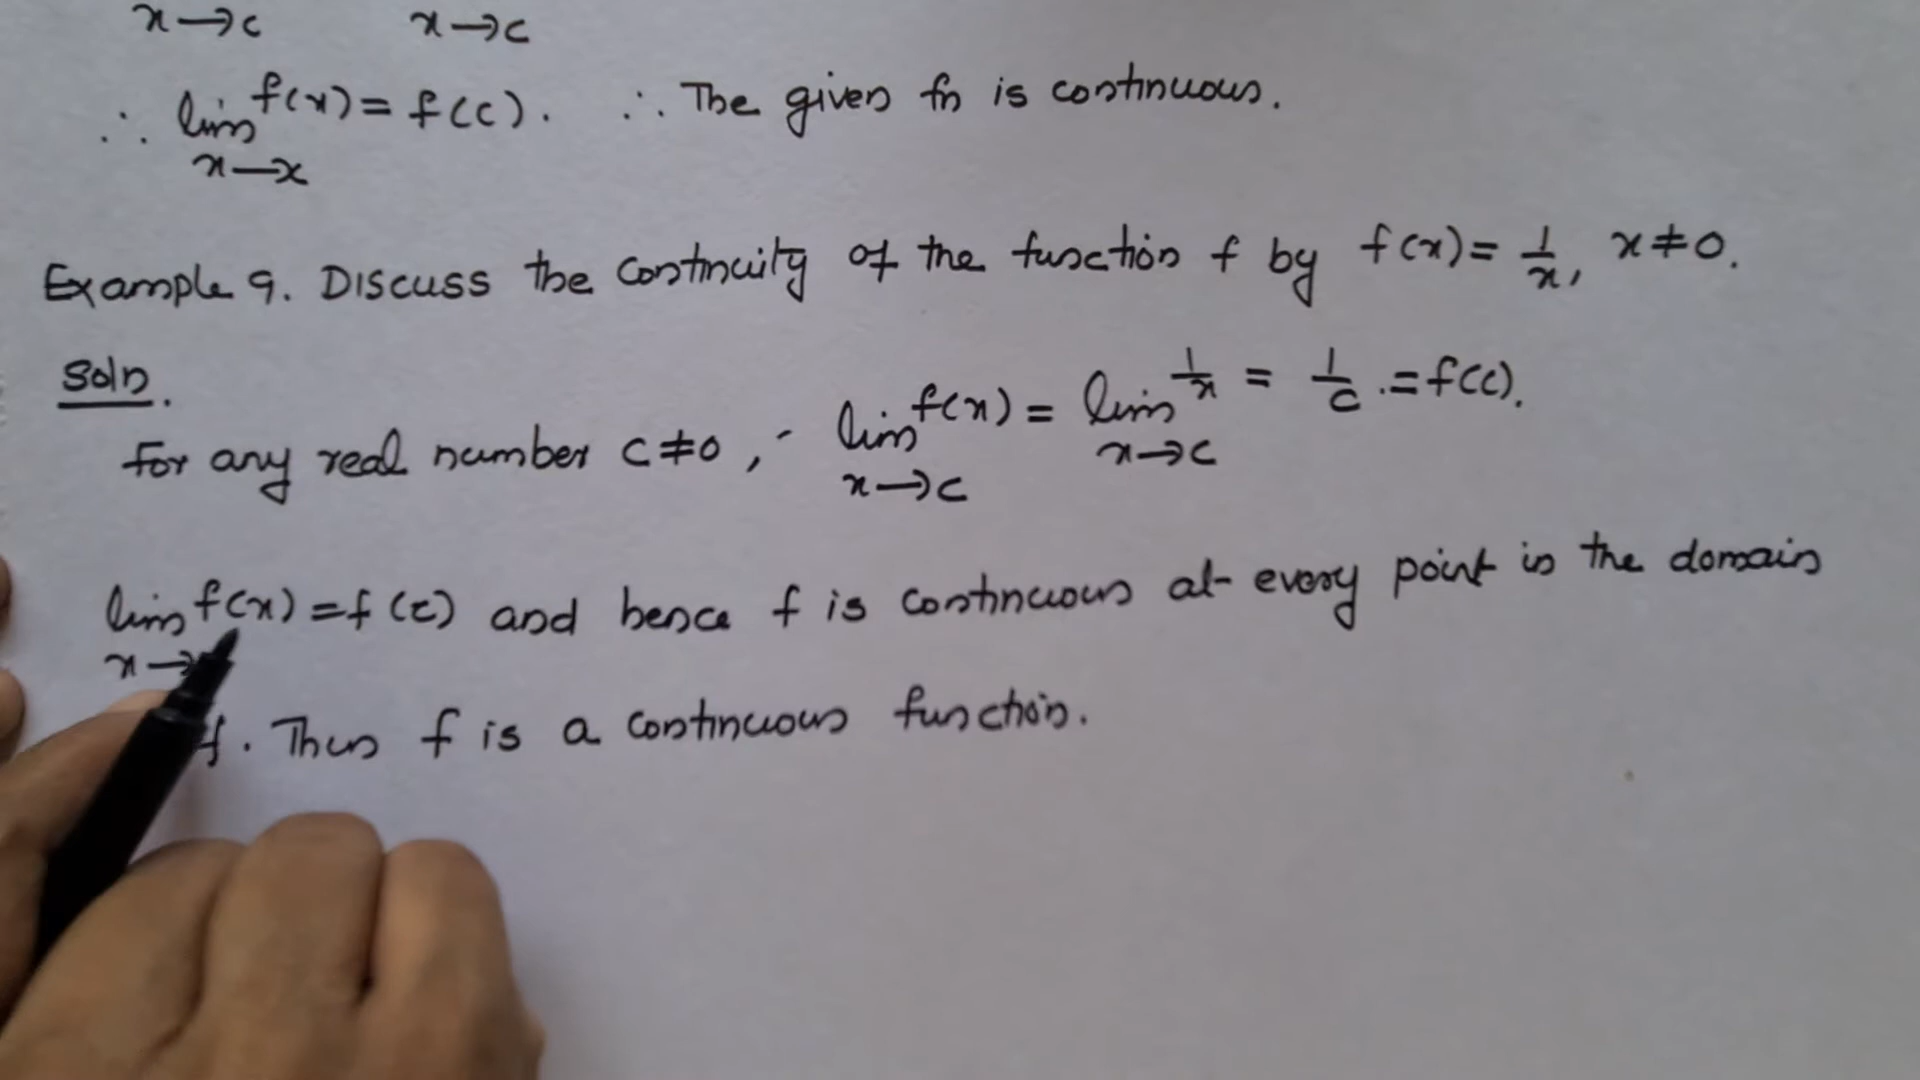 x→c x→c
∴ lim f(x) = f(c). ∴ The given fn is continuous.
x→x
Example 9. Discuss the continuity of the function f by f(x) = 1/x, x≠0.
Soln.
For any real number c≠0, lim f(x) = lim 1/x = 1/c. = f(c).
x→c x→c
lim f(x) = f(c) and hence f is continuous at every point in the domain
x→
f. Thus f is a continuous function.